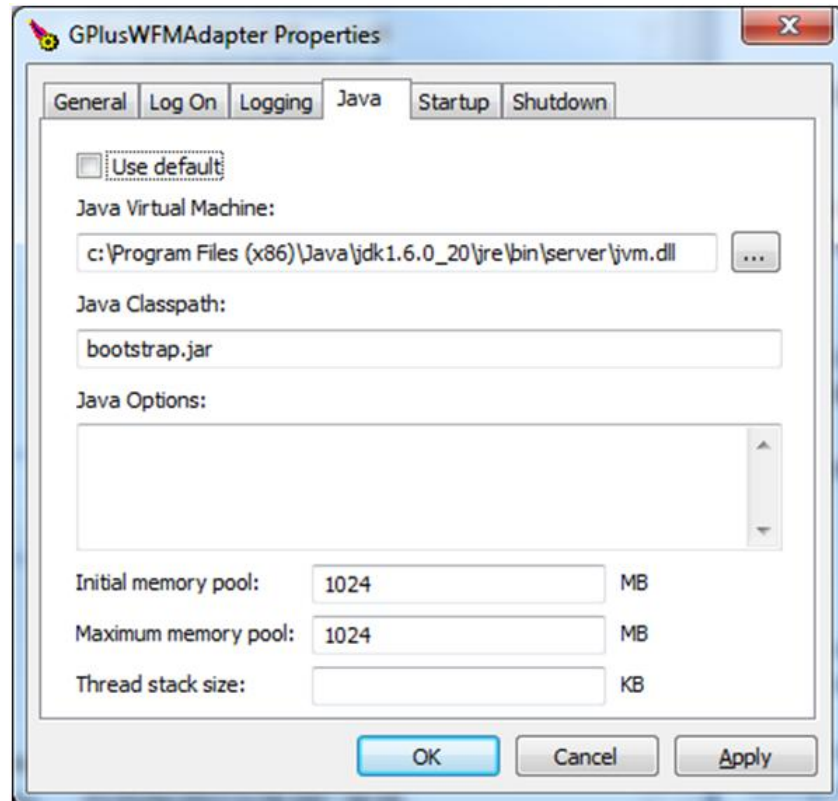 GPlusWFMAdapter Properties
General Log On Logging Java Startup Shutdown
Use default
Java Virtual Machine:
c:\Program Files (x86)\Java\jdk1.6.0_20\jre\bin\server\jvm.dll ...
Java Classpath:
bootstrap.jar
Java Options:
Initial memory pool: 1024 MB
Maximum memory pool: 1024 MB
Thread stack size: KB
OK Cancel Apply